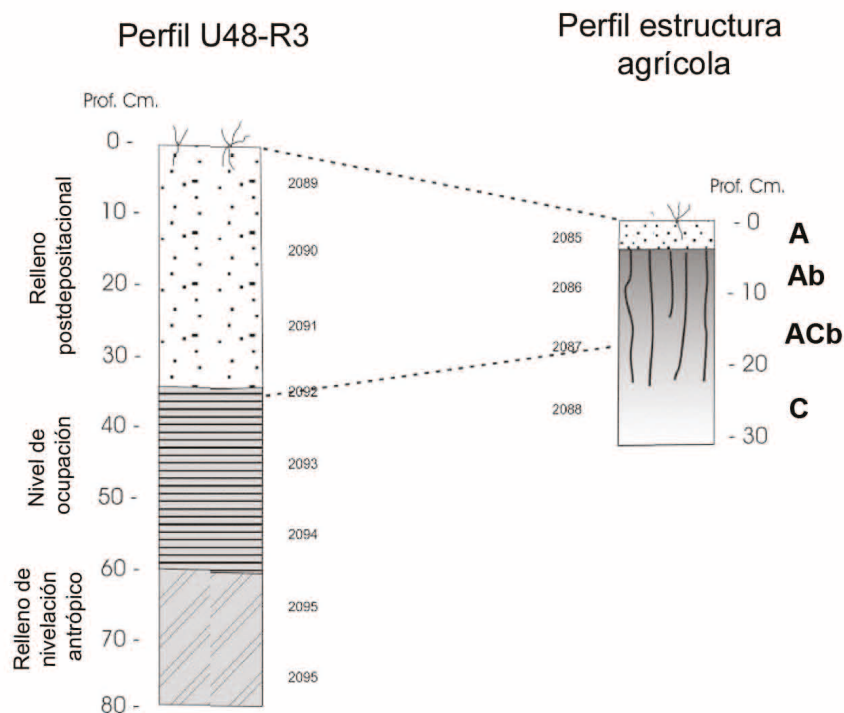 Perfil U48-R3
Perfil estructura
agrícola
Prof. Cm.
0 -
10 -
20 -
30 -
40 -
50 -
60 -
70 -
80 -
Relleno
postdepositacional
Nivel de
ocupación
Relleno de
nivelación
antrópico
2089
2090
2091
2092
2093
2094
2095
2095
Prof. Cm.
- 0
- 10
- 20
- 30
2085
2086
2087
2088
A
Ab
ACb
C